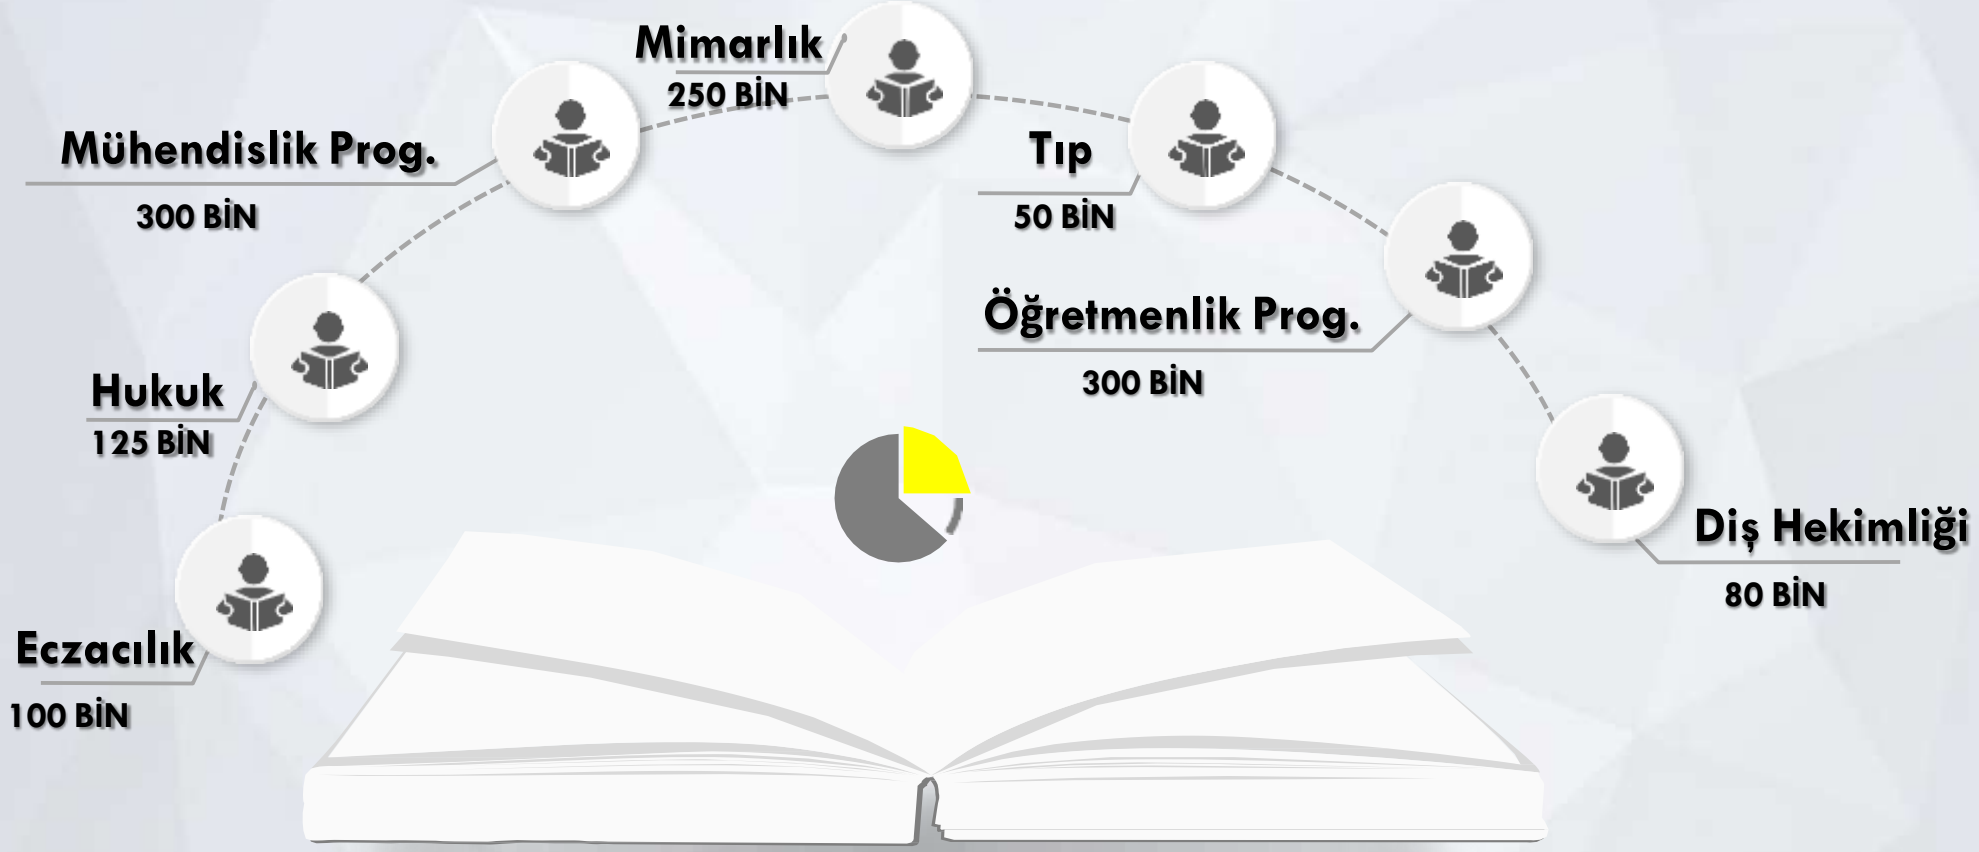 Mimarlık
250 BİN
Mühendislik Prog.
300 BİN
Tıp
50 BİN
Öğretmenlik Prog.
300 BİN
Hukuk
125 BİN
Diş Hekimliği
80 BİN
Eczacılık
100 BİN